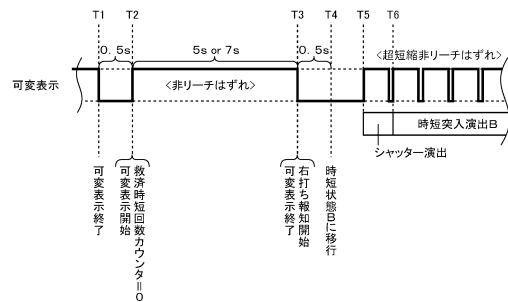 T1
T2
T3
T4
T5
T6
0. 5s
5s or 7s
0. 5s
<超短縮非リーチはずれ>
可変表示
<非リーチはずれ>
時短突入演出B
シャッター演出
可変表示終了
救済時短回数カウンタ=0
可変表示開始
右打ち報知開始
可変表示終了
時短状態Bに移行